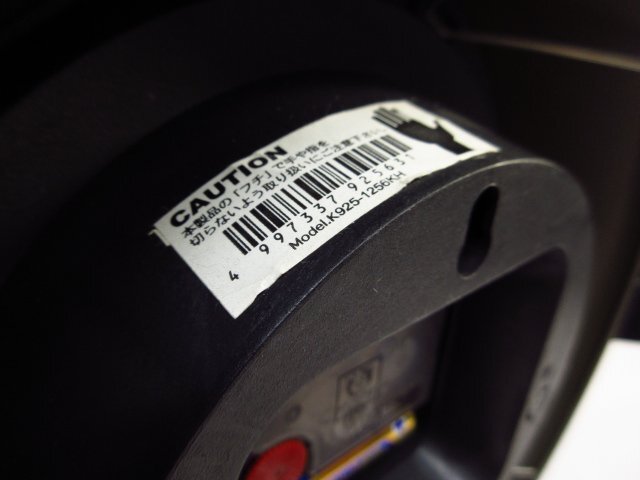 CAUTION
本製品の「フチ」で手や指を
切らないよう取り扱いにご注意下さい。
4 997337 925631
Model.K925-1256KH